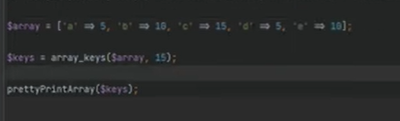 $array = ['a' => 5, 'b' => 10, 'c' => 15, 'd' => 5, 'e' => 10];
$keys = array_keys($array, 15);
prettyPrintArray($keys);